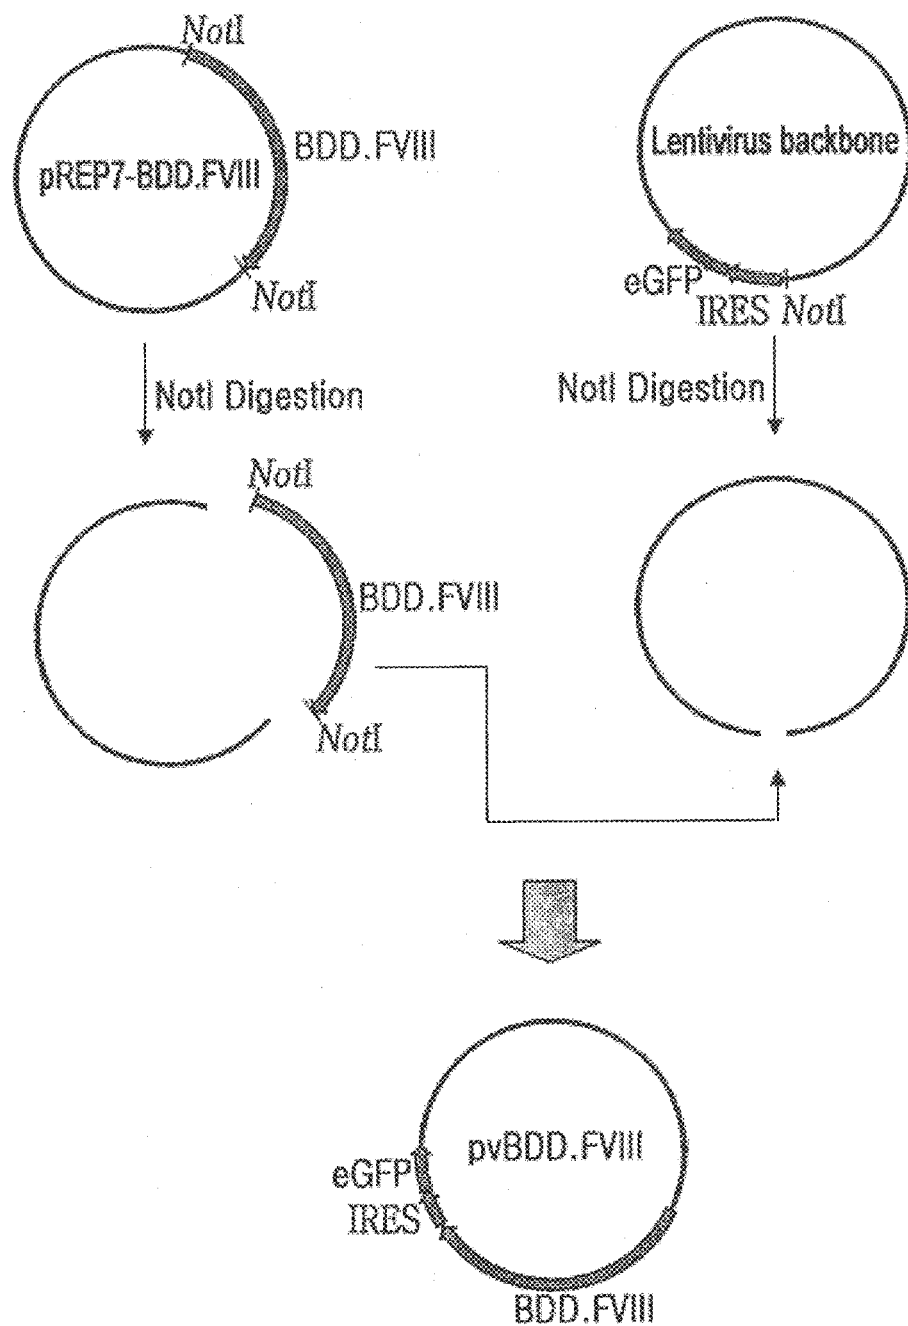 NotI
pREP7-BDD.FVIII
BDD.FVIII
NotI
Lentivirus backbone
eGFP
IRES NotI
NotI Digestion
NotI Digestion
NotI
BDD.FVIII
NotI
pvBDD.FVIII
eGFP
IRES
BDD.FVIII